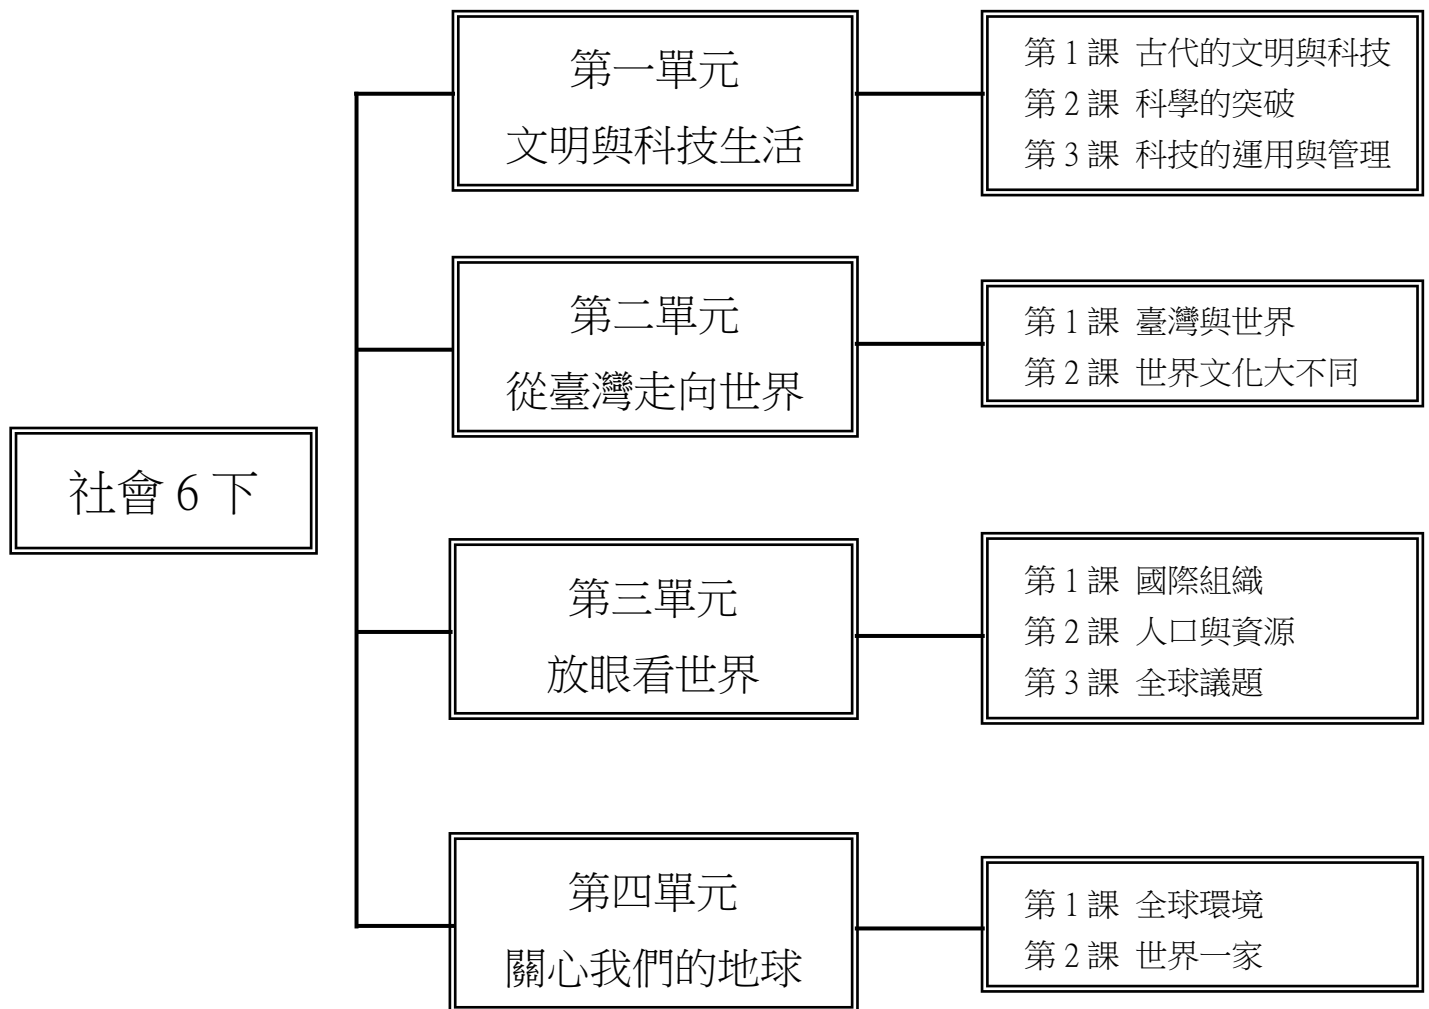 社會 6 下
第一單元
文明與科技生活
第 1 課 古代的文明與科技
第 2 課 科學的突破
第 3 課 科技的運用與管理
第二單元
從臺灣走向世界
第 1 課 臺灣與世界
第 2 課 世界文化大不同
第三單元
放眼看世界
第 1 課 國際組織
第 2 課 人口與資源
第 3 課 全球議題
第四單元
關心我們的地球
第 1 課 全球環境
第 2 課 世界一家